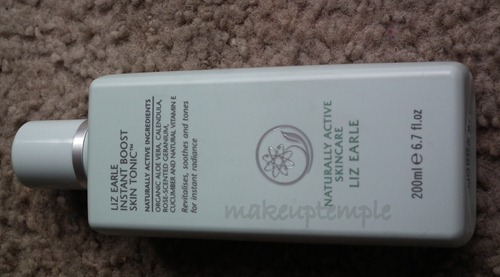 LIZ EARLE
INSTANT BOOST
SKIN TONIC™
NATURALLY ACTIVE INGREDIENTS
ORGANIC ALOE VERA, CALENDULA,
ROSE-SCENTED GERANIUM,
CUCUMBER AND NATURAL VITAMIN E
Revitalises, soothes and tones
for instant radiance
NATURALLY ACTIVE
SKINCARE
LIZ EARLE
200ml e 6.7 fl.oz
makeuptemple